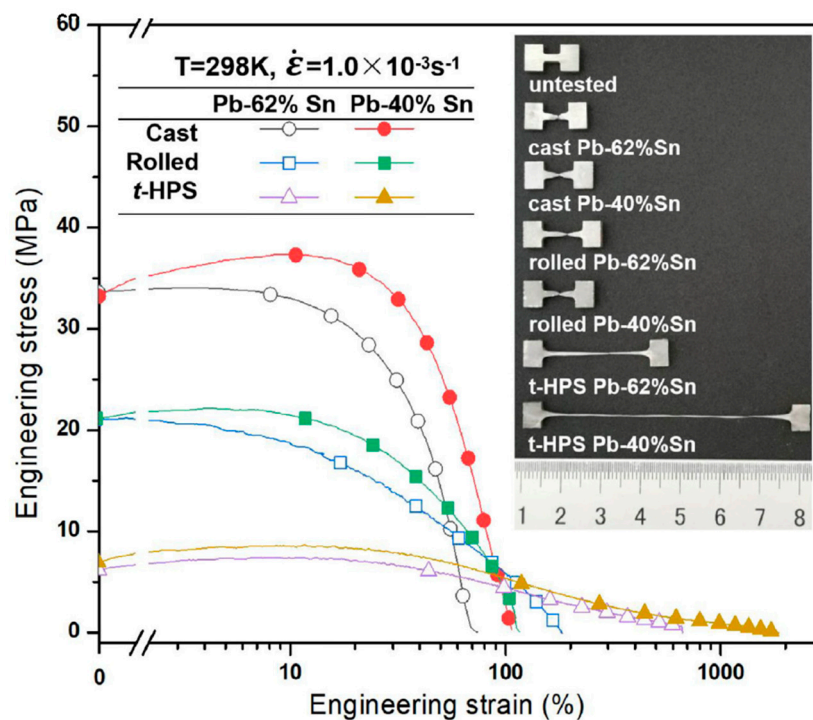 60
50
40
30
20
10
0
Engineering stress (MPa)
T=298K, ε̇=1.0×10⁻³s⁻¹
Pb-62% Sn Pb-40% Sn
Cast
Rolled
t-HPS
untested
cast Pb-62%Sn
cast Pb-40%Sn
rolled Pb-62%Sn
rolled Pb-40%Sn
t-HPS Pb-62%Sn
t-HPS Pb-40%Sn
1 2 3 4 5 6 7 8
0 10 100 1000
Engineering strain (%)